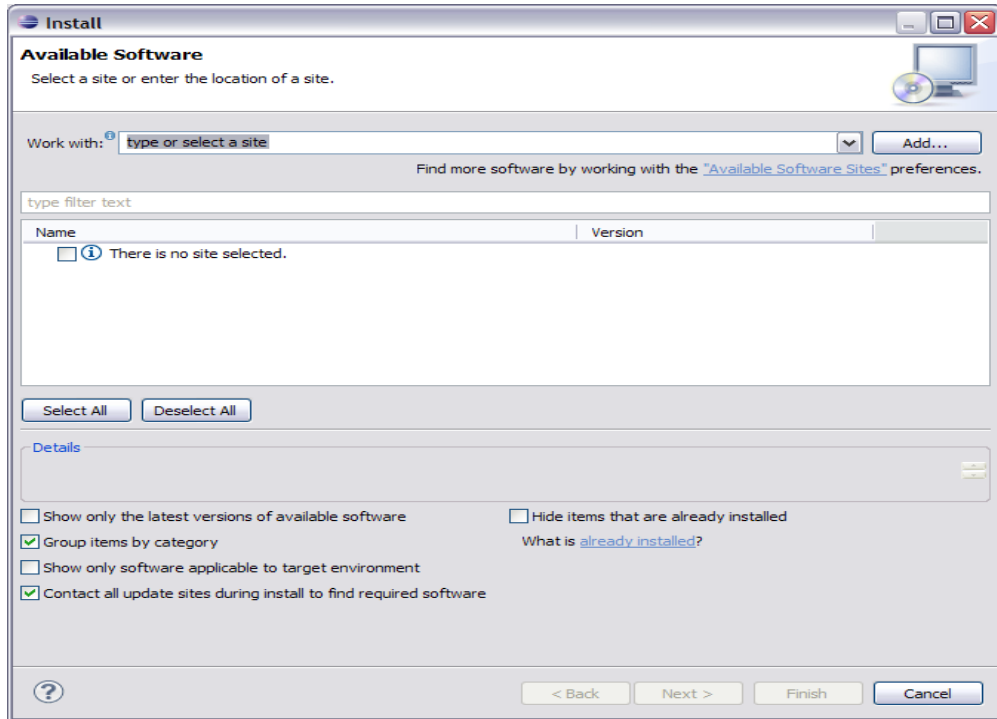 Install
Available Software
Select a site or enter the location of a site.
Work with: type or select a site Add...
Find more software by working with the "Available Software Sites" preferences.
type filter text
Name Version
There is no site selected.
Select All Deselect All
Details
Show only the latest versions of available software Hide items that are already installed
Group items by category What is already installed?
Show only software applicable to target environment
Contact all update sites during install to find required software
? < Back Next > Finish Cancel